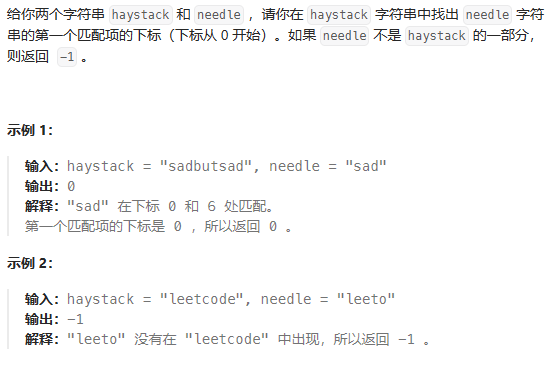 给你两个字符串 haystack 和 needle ，请你在 haystack 字符串中找出 needle 字符
串的第一个匹配项的下标（下标从 0 开始）。如果 needle 不是 haystack 的一部分，
则返回 -1 。
示例 1：
输入：haystack = "sadbutsad", needle = "sad"
输出：0
解释："sad" 在下标 0 和 6 处匹配。
第一个匹配项的下标是 0 ，所以返回 0 。
示例 2：
输入：haystack = "leetcode", needle = "leeto"
输出：-1
解释："leeto" 没有在 "leetcode" 中出现，所以返回 -1 。